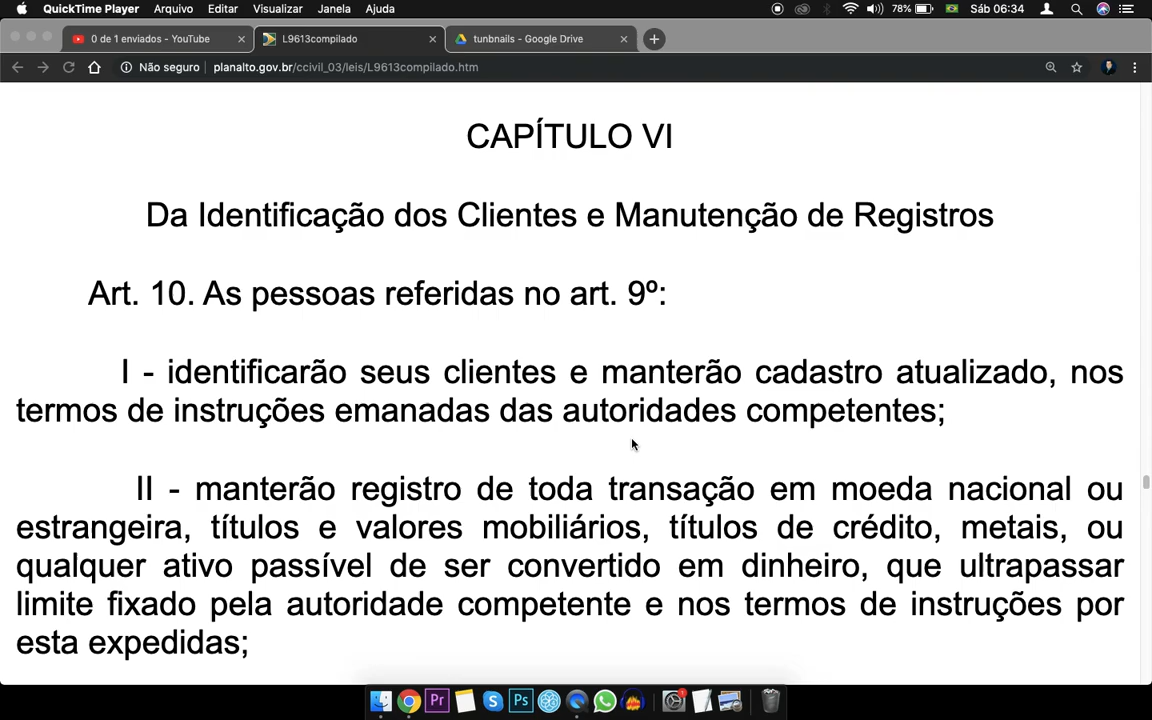 QuickTime Player Arquivo Editar Visualizar Janela Ajuda 78% Sáb 06:34
0 de 1 enviados - YouTube L9613compilado tunbnails - Google Drive
Não seguro planalto.gov.br/ccivil_03/leis/L9613compilado.htm
CAPÍTULO VI
Da Identificação dos Clientes e Manutenção de Registros
Art. 10. As pessoas referidas no art. 9º:
I - identificarão seus clientes e manterão cadastro atualizado, nos
termos de instruções emanadas das autoridades competentes;
II - manterão registro de toda transação em moeda nacional ou
estrangeira, títulos e valores mobiliários, títulos de crédito, metais, ou
qualquer ativo passível de ser convertido em dinheiro, que ultrapassar
limite fixado pela autoridade competente e nos termos de instruções por
esta expedidas;
Pr Ps